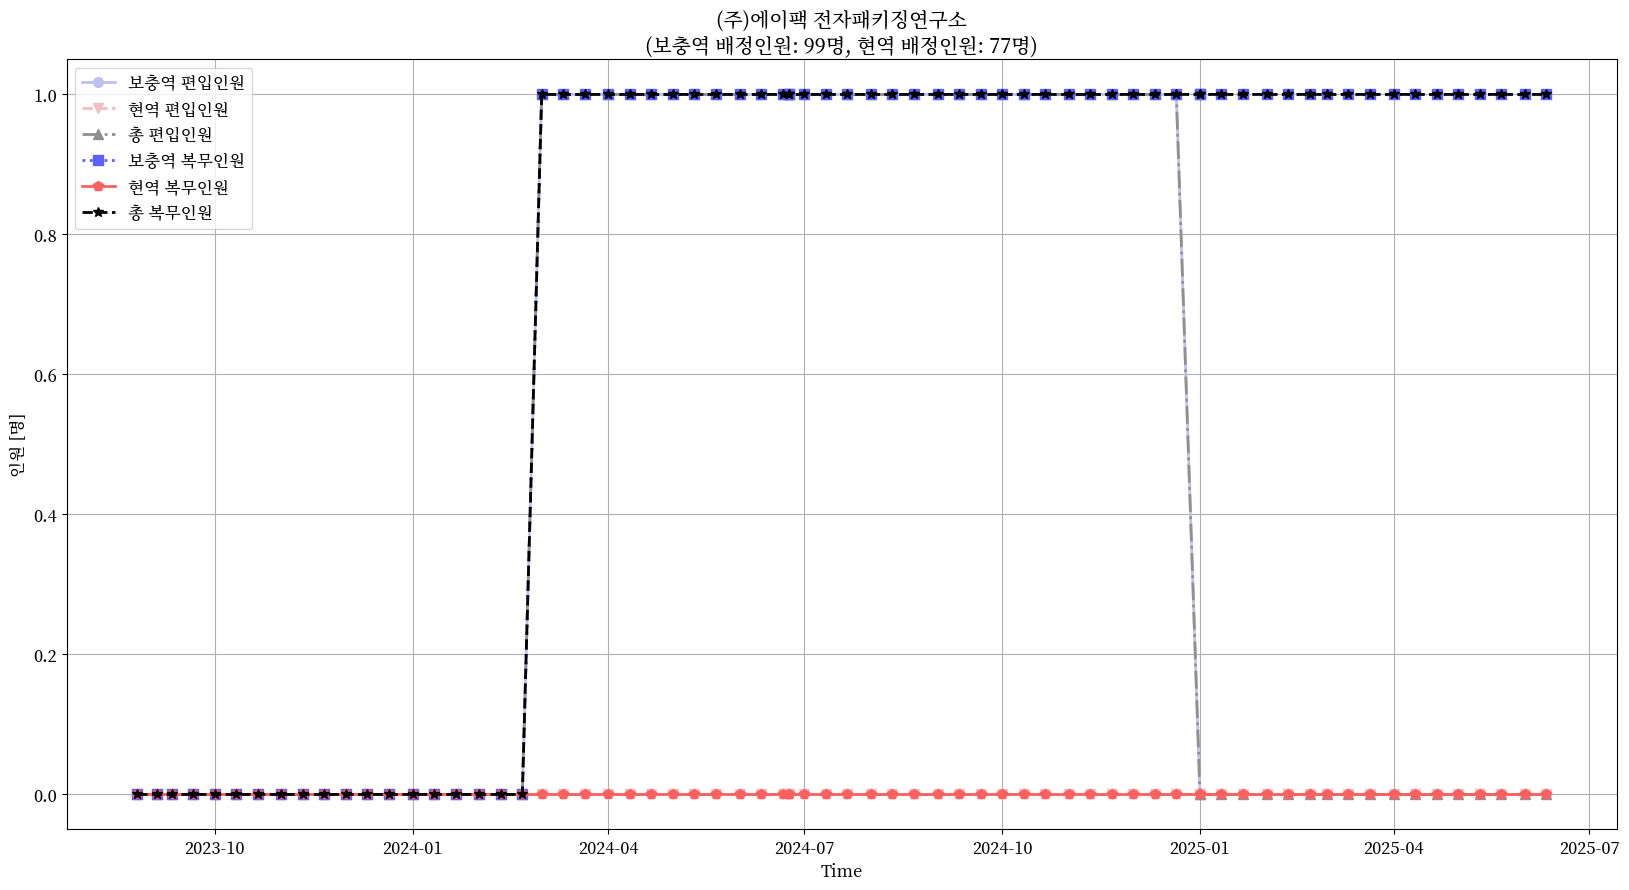 (주)에이팩 전자패키징연구소
(보충역 배정인원: 99명, 현역 배정인원: 77명)
보충역 편입인원
현역 편입인원
총 편입인원
보충역 복무인원
현역 복무인원
총 복무인원
1.0
0.8
0.6
0.4
0.2
0.0
인원 [명]
2023-10
2024-01
2024-04
2024-07
2024-10
2025-01
2025-04
2025-07
Time